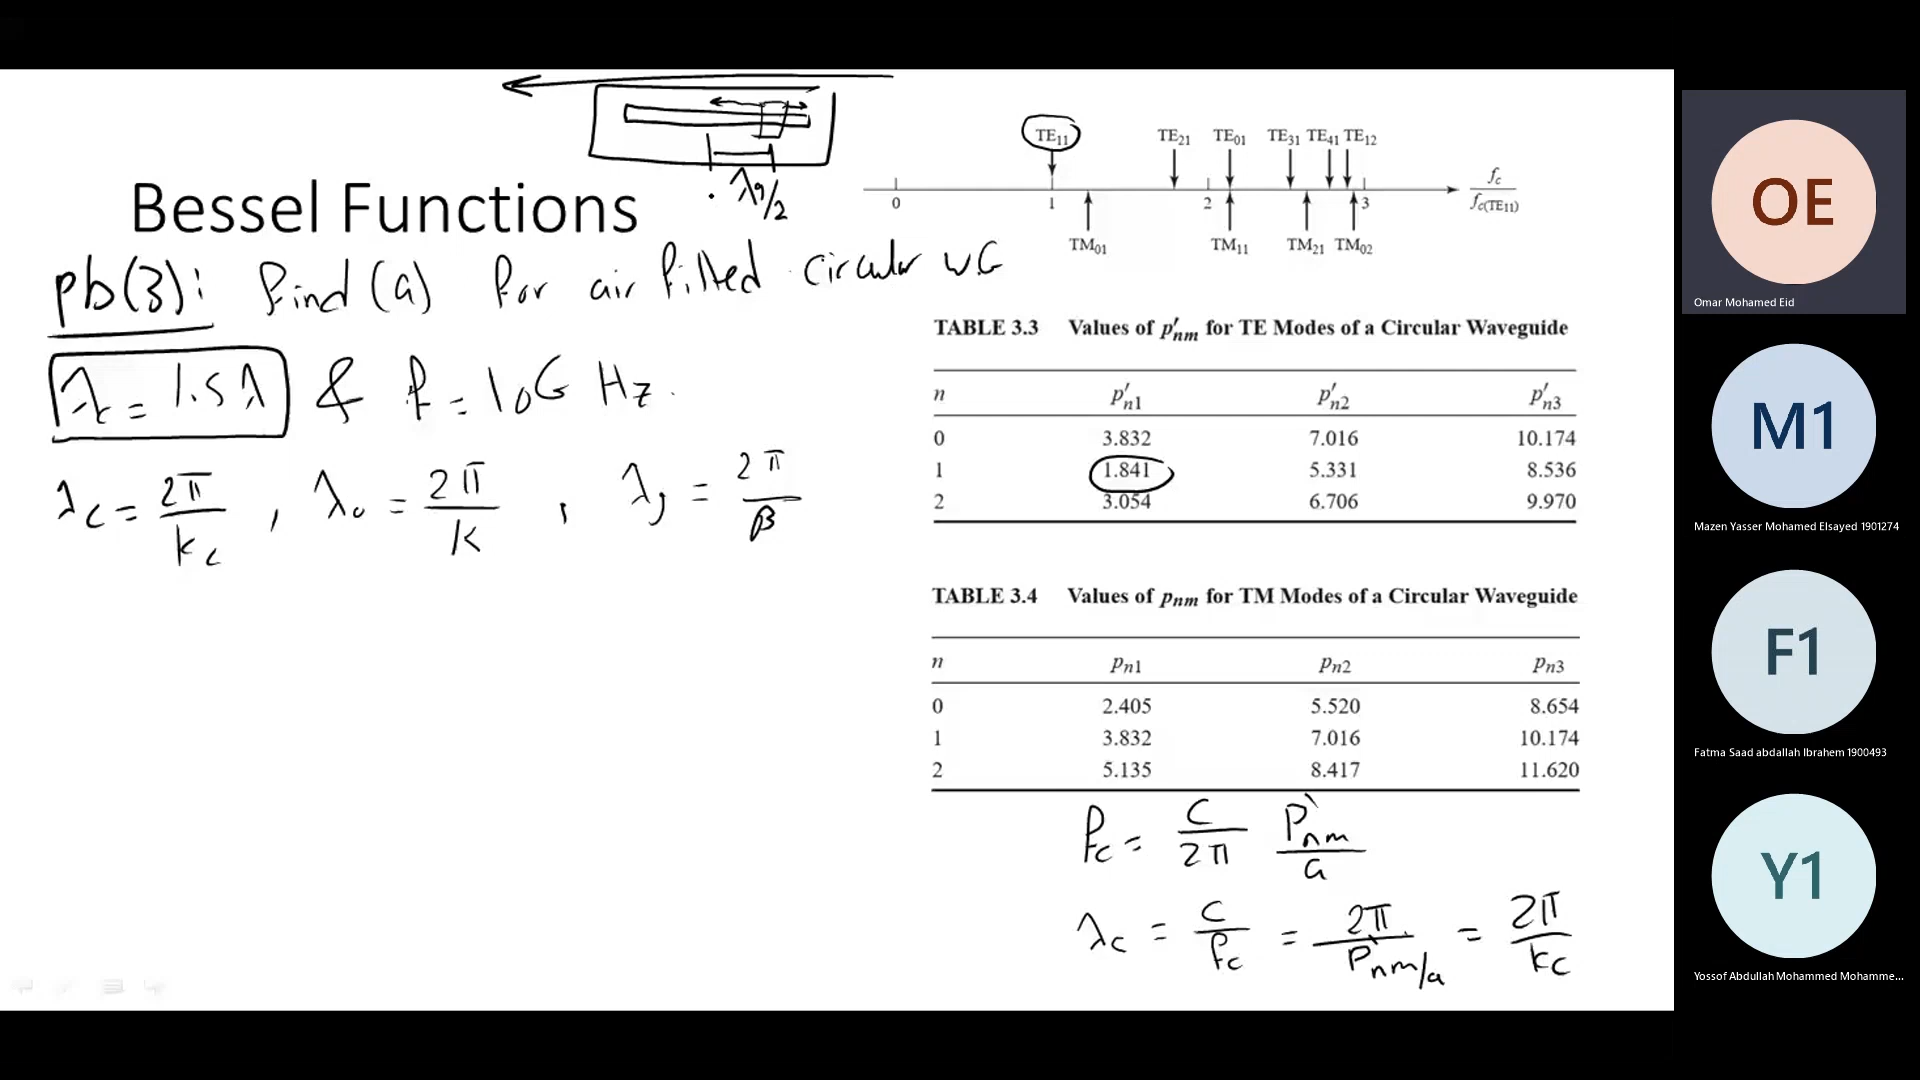 λg/2
Bessel Functions
pb(3): Find (a) for air filled circular WG
λc = 1.5 λ & f = 10 G Hz.
λc = 2π/kc , λ0 = 2π/k , λg = 2π/β
TE11 TE21 TE01 TE31 TE41 TE12
0 1 2 3 fc/fc(TE11)
TM01 TM11 TM21 TM02
TABLE 3.3 Values of p′nm for TE Modes of a Circular Waveguide
n p′n1 p′n2 p′n3
0 3.832 7.016 10.174
1 1.841 5.331 8.536
2 3.054 6.706 9.970
TABLE 3.4 Values of pnm for TM Modes of a Circular Waveguide
n pn1 pn2 pn3
0 2.405 5.520 8.654
1 3.832 7.016 10.174
2 5.135 8.417 11.620
fc = C/2π P`nm/a
λc = C/fc = 2π/P`nm/a = 2π/kc
OE
Omar Mohamed Eid
M1
Mazen Yasser Mohamed Elsayed 1901274
F1
Fatma Saad abdallah Ibrahem 1900493
Y1
Yossof Abdullah Mohammed Mohamme...